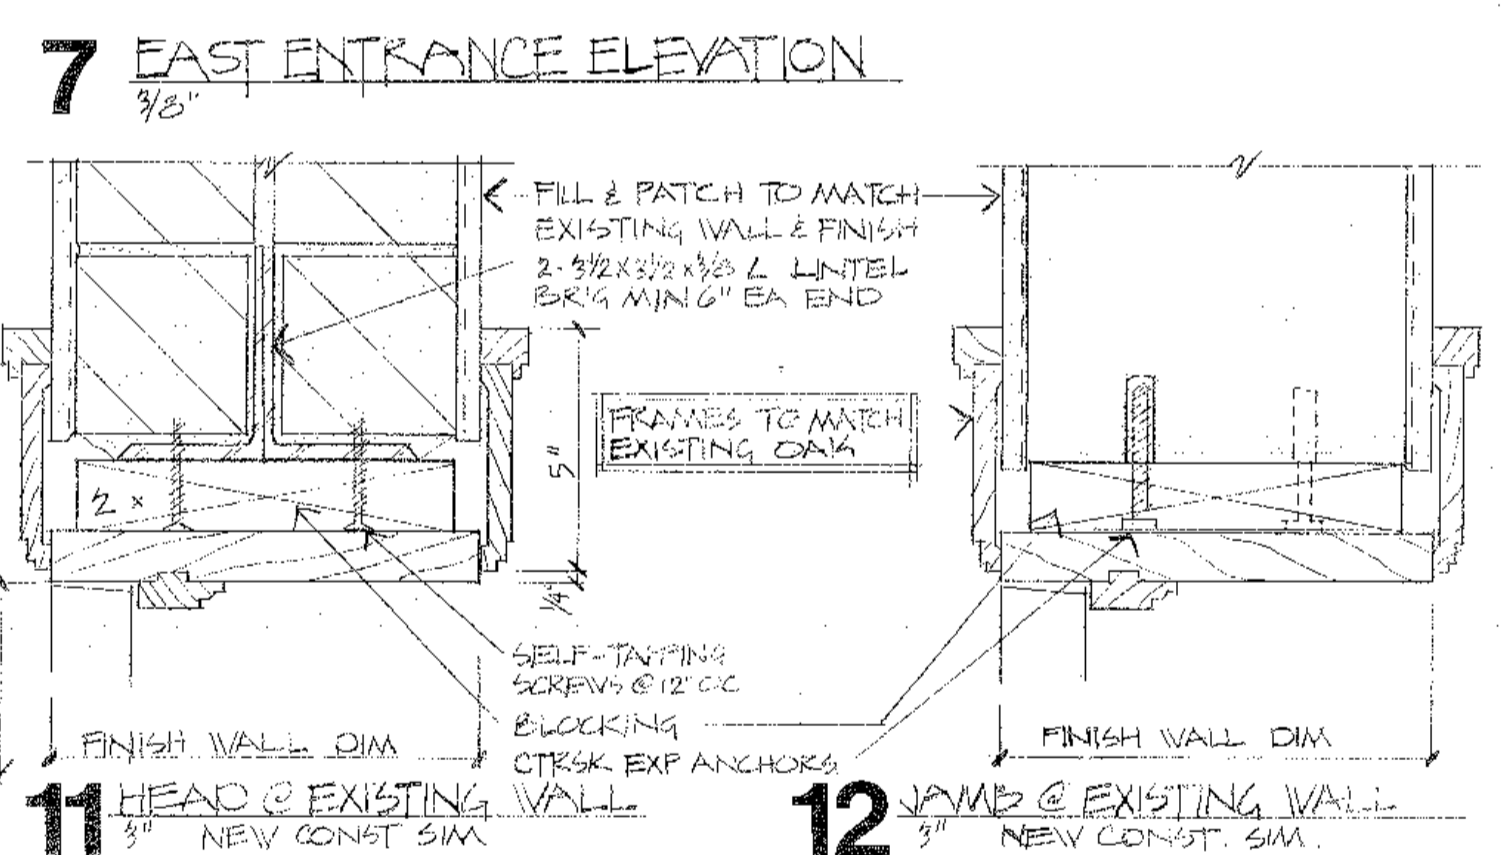 7 EAST ENTRANCE ELEVATION
3/8"
FILL & PATCH TO MATCH
EXISTING WALL & FINISH
2-3½X3½X3/8 L LINTEL
BR'G MIN 6" EA END
FRAMES TO MATCH
EXISTING OAK
5"
2 x
1/4"
SELF-TAPPING
SCREWS @ 12" OC
BLOCKING
CTRSK EXP ANCHORS
FINISH WALL DIM
FINISH WALL DIM
11 HEAD @ EXISTING WALL
3" NEW CONST SIM
12 JAMB @ EXISTING WALL
3" NEW CONST. SIM.